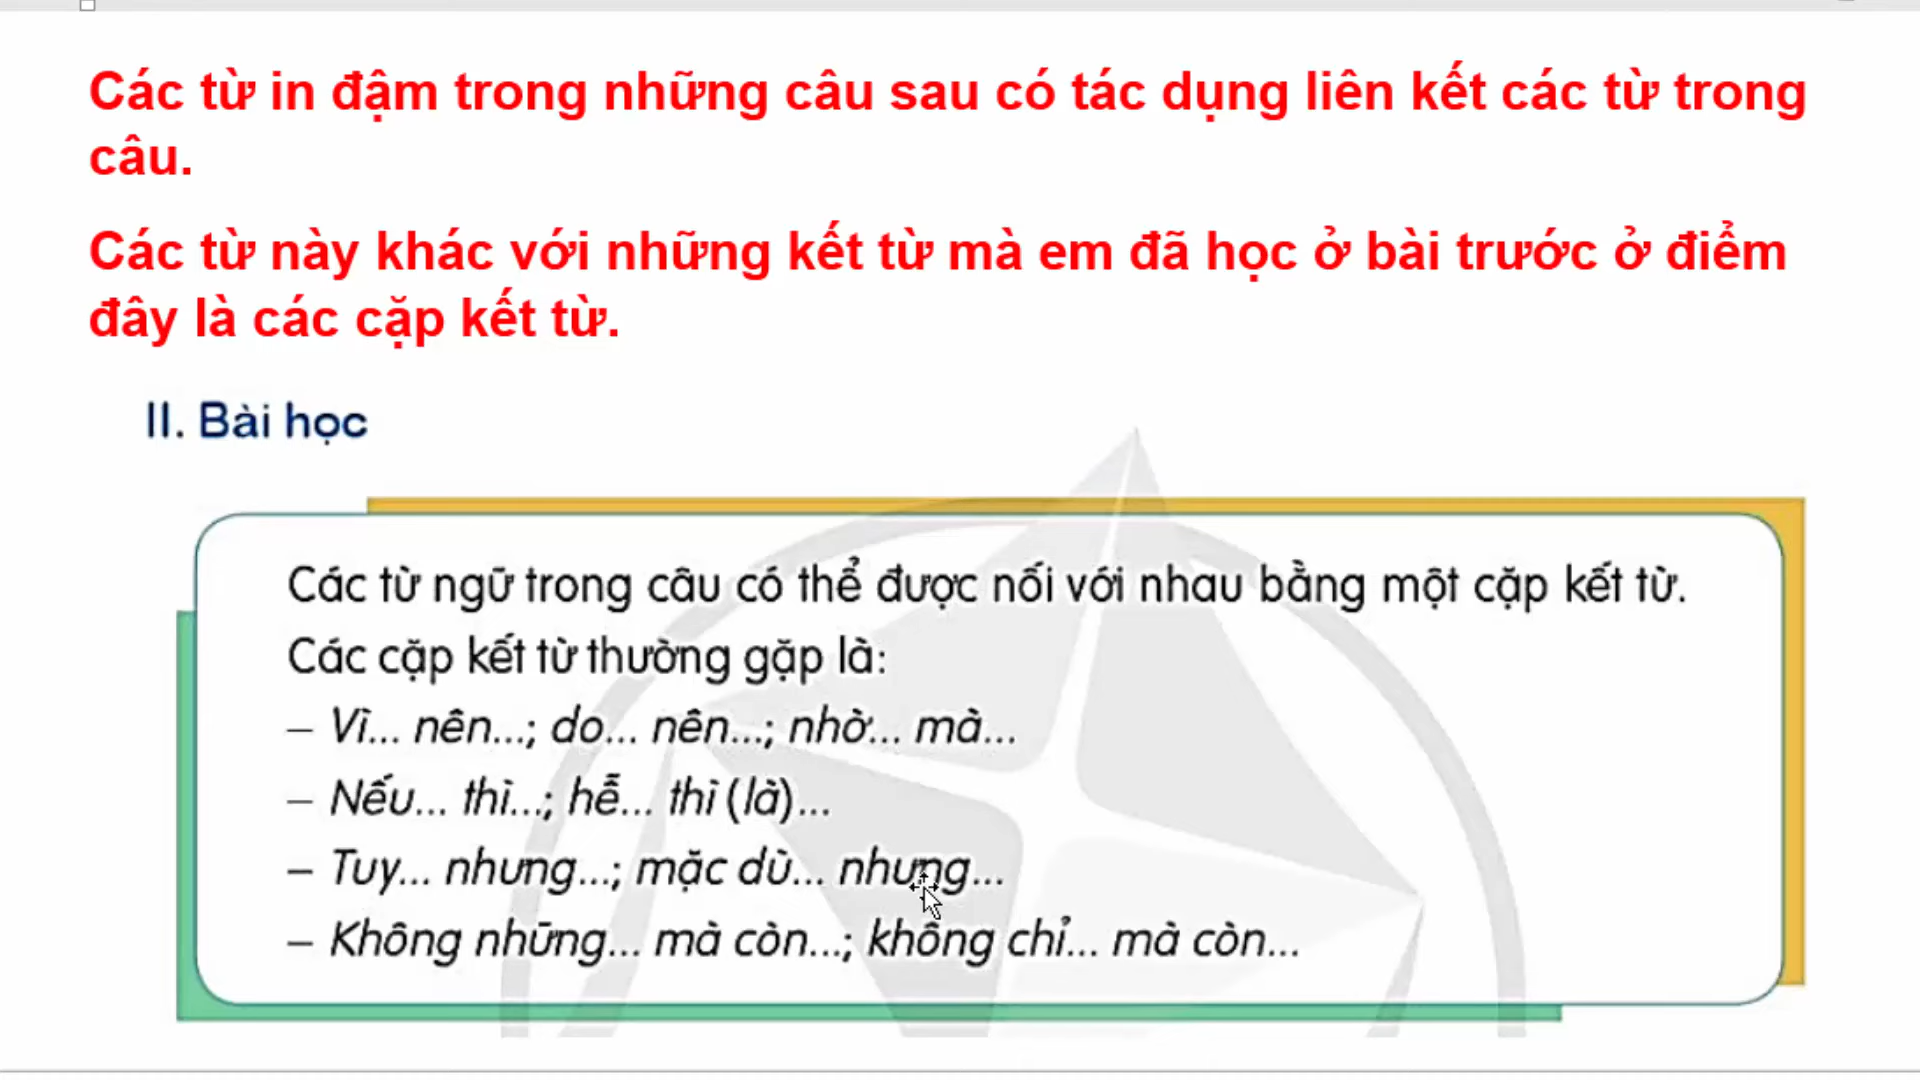 Các từ in đậm trong những câu sau có tác dụng liên kết các từ trong
câu.
Các từ này khác với những kết từ mà em đã học ở bài trước ở điểm
đây là các cặp kết từ.
II. Bài học
Các từ ngữ trong câu có thể được nối với nhau bằng một cặp kết từ.
Các cặp kết từ thường gặp là:
– Vì... nên...; do... nên...; nhờ... mà...
– Nếu... thì...; hễ... thì (là)...
– Tuy... nhưng...; mặc dù... nhưng...
– Không những... mà còn...; không chỉ... mà còn...